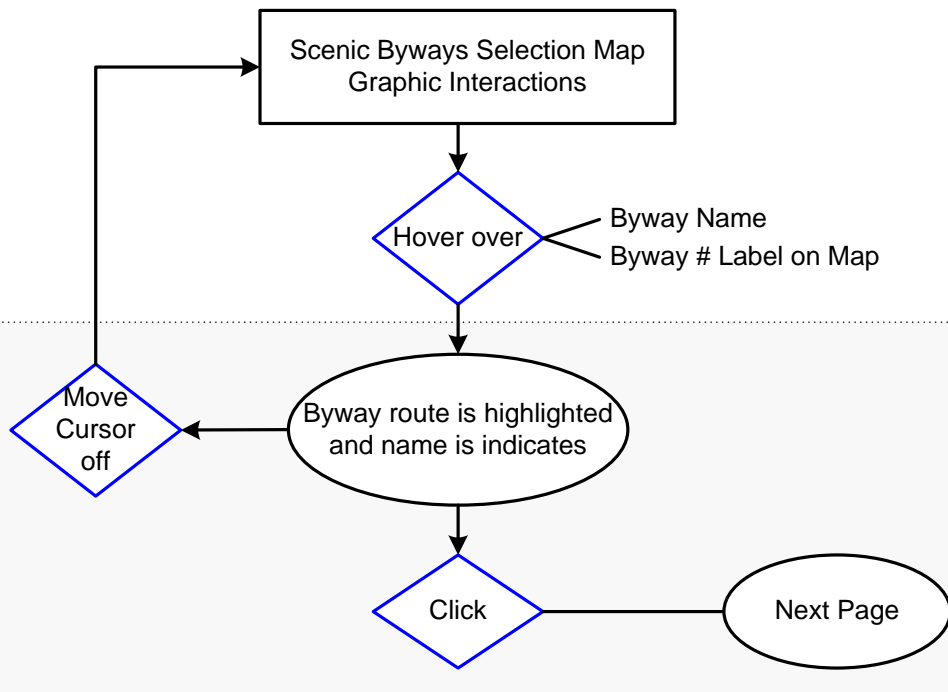 Scenic Byways Selection Map
Graphic Interactions
Hover over
Byway Name
Byway # Label on Map
Move
Cursor
off
Byway route is highlighted
and name is indicates
Click
Next Page